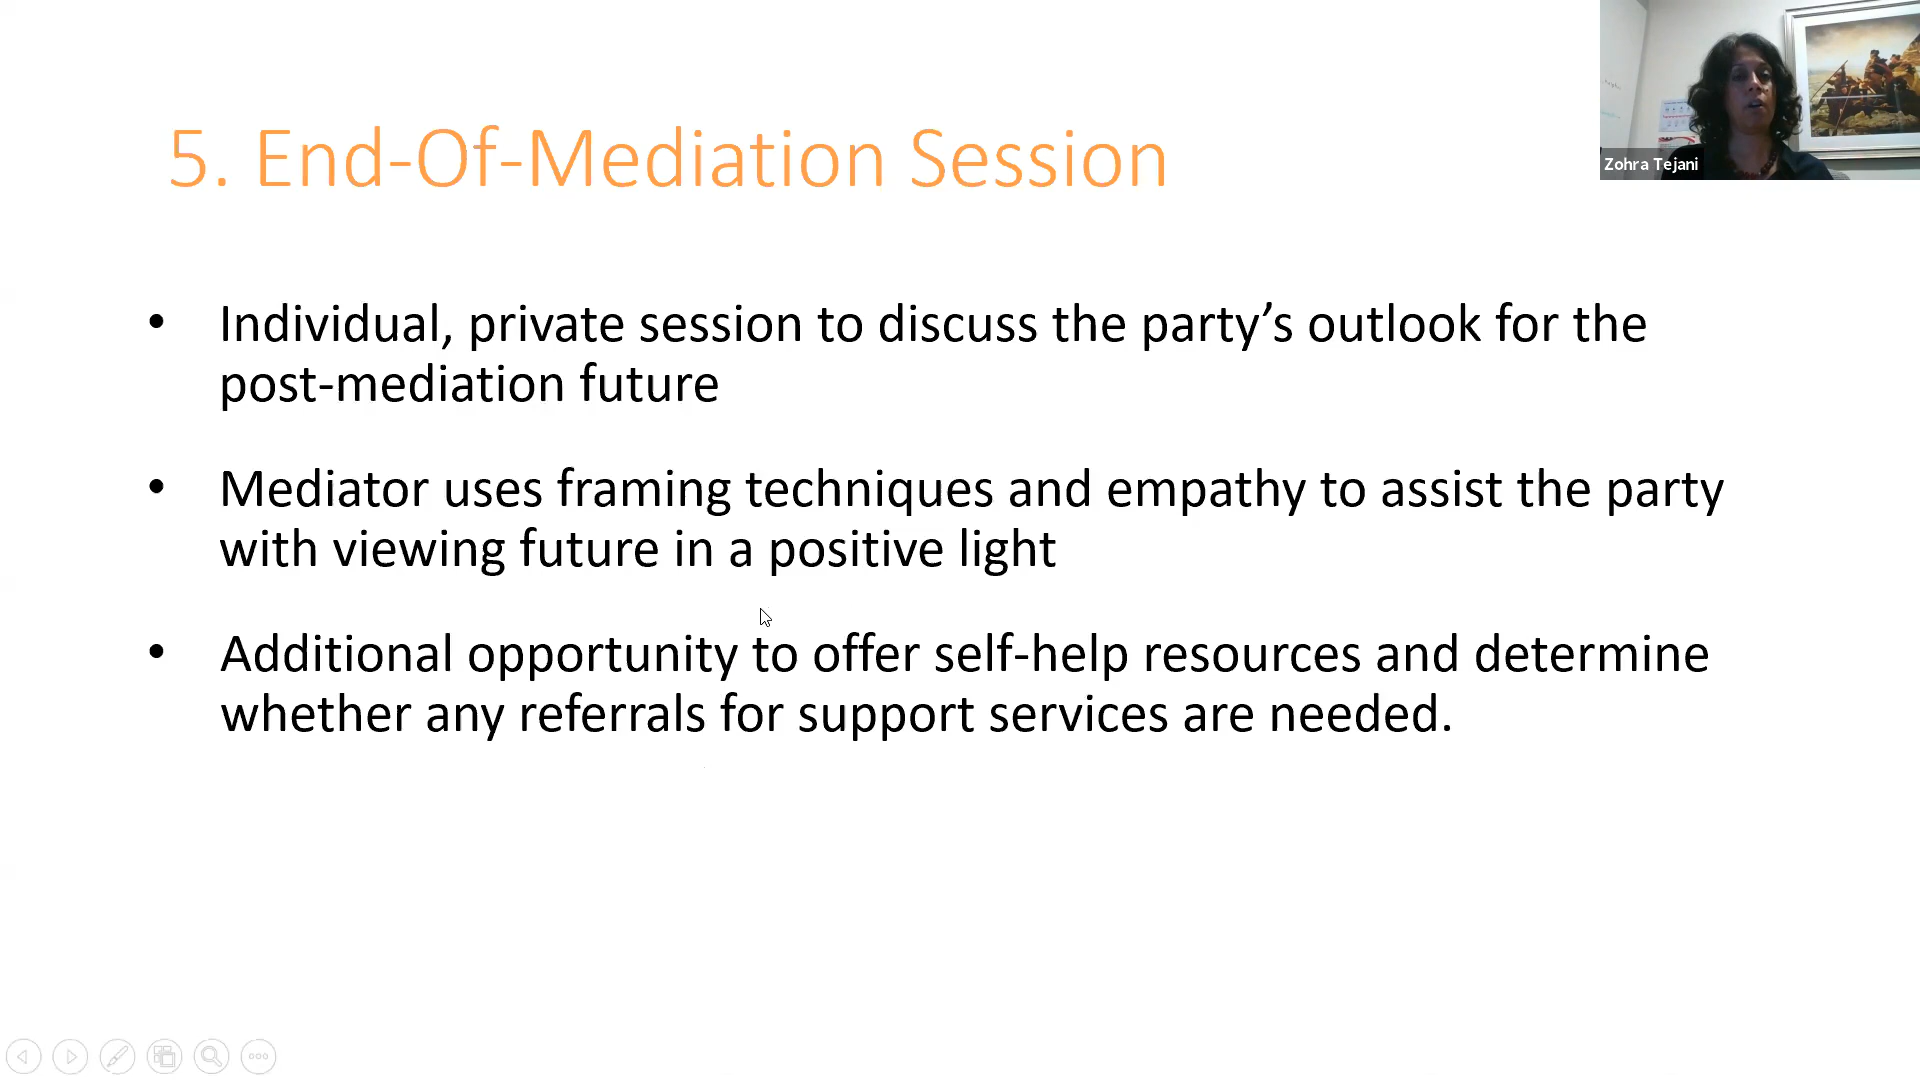 5. End-Of-Mediation Session
Zohra Tejani
• Individual, private session to discuss the party’s outlook for the
post-mediation future
• Mediator uses framing techniques and empathy to assist the party
with viewing future in a positive light
• Additional opportunity to offer self-help resources and determine
whether any referrals for support services are needed.